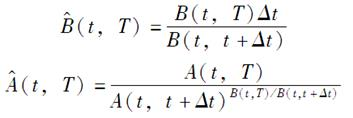 B̂(t, T) = B(t, T)Δt / B(t, t+Δt)
Â(t, T) = A(t, T) / A(t, t+Δt)^{B(t,T)/B(t,t+Δt)}